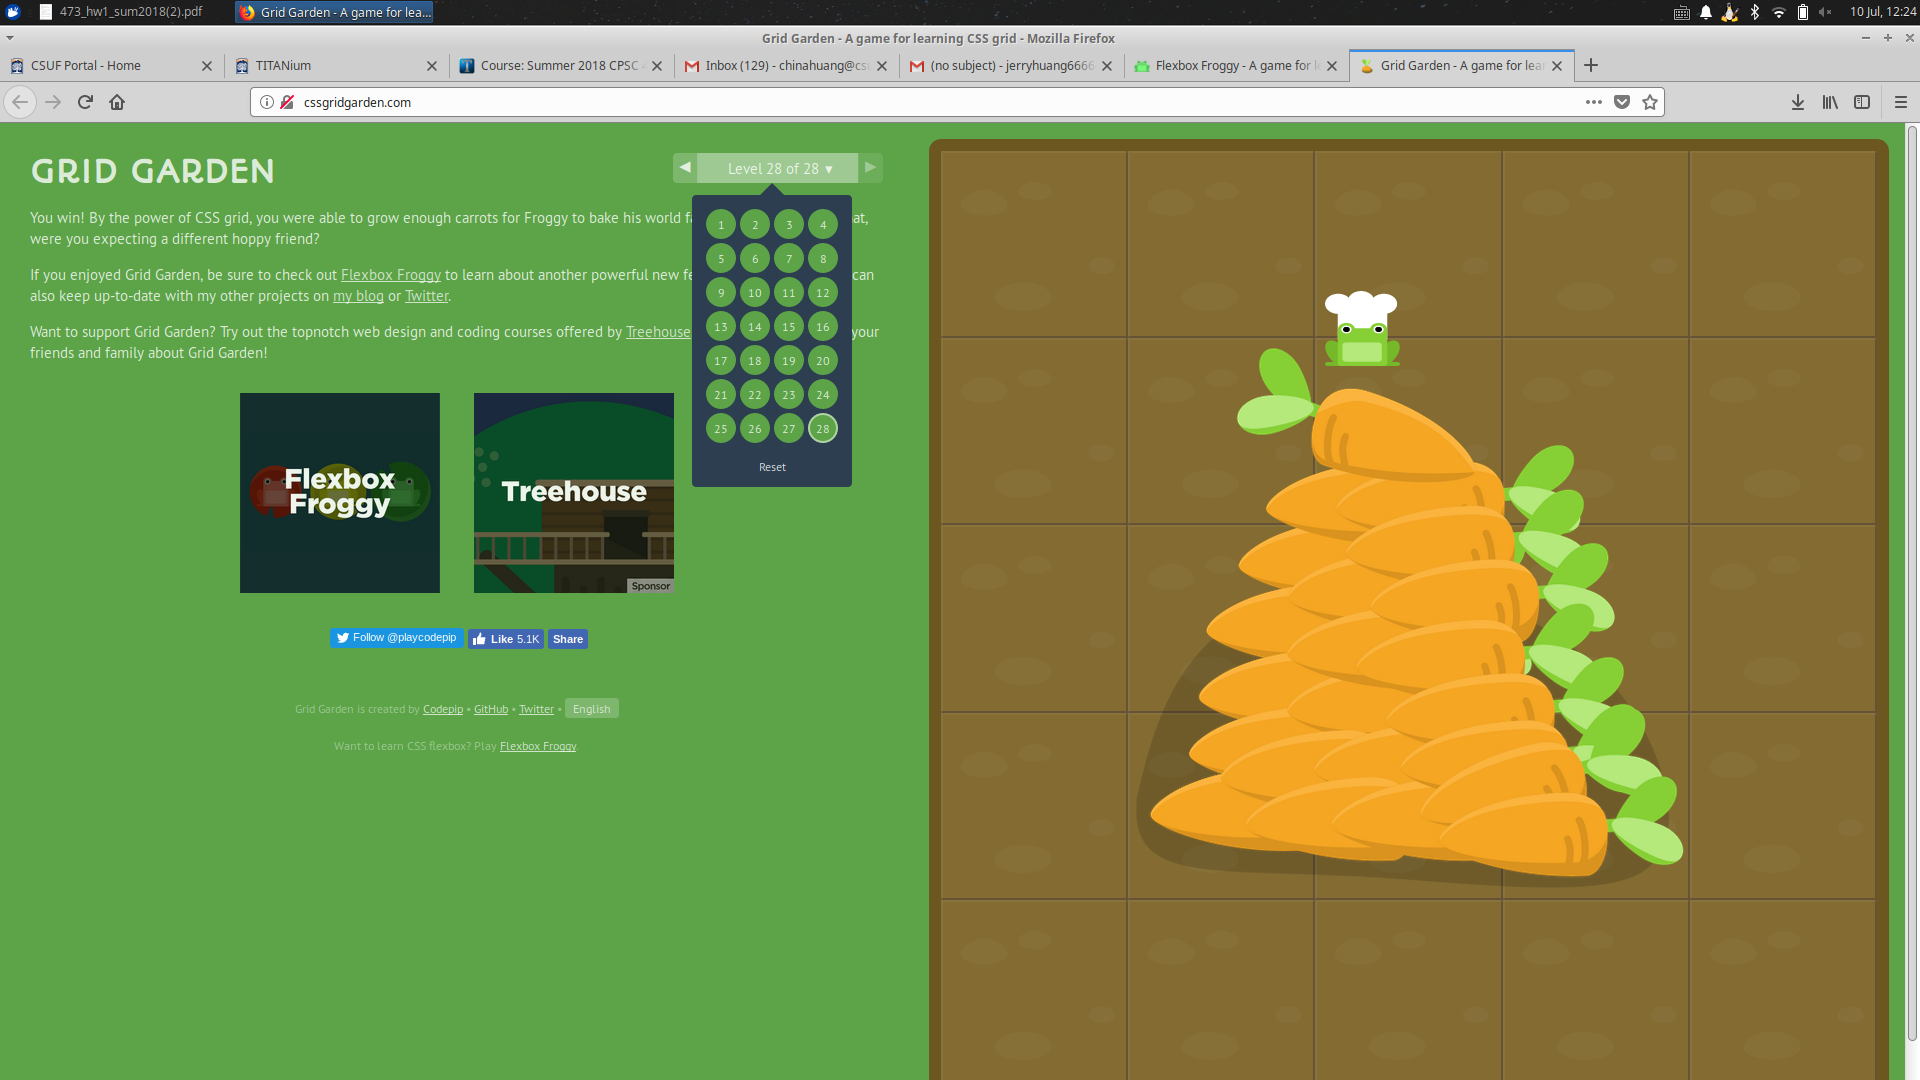 473_hw1_sum2018(2).pdf
Grid Garden - A game for lea...
10 Jul, 12:24
Grid Garden - A game for learning CSS grid - Mozilla Firefox
CSUF Portal - Home
TITANium
Course: Summer 2018 CPSC
Inbox (129) - chinahuang@cs
(no subject) - jerryhuang6666
Flexbox Froggy - A game for
Grid Garden - A game for lea
cssgridgarden.com
GRID GARDEN
Level 28 of 28 ▼
You win! By the power of CSS grid, you were able to grow enough carrots for Froggy to bake his world
at,
were you expecting a different hoppy friend?
If you enjoyed Grid Garden, be sure to check out Flexbox Froggy to learn about another powerful new
can
also keep up-to-date with my other projects on my blog or Twitter.
Want to support Grid Garden? Try out the topnotch web design and coding courses offered by Treehouse
your
friends and family about Grid Garden!
1 2 3 4
5 6 7 8
9 10 11 12
13 14 15 16
17 18 19 20
21 22 23 24
25 26 27 28
Reset
Flexbox
Froggy
Treehouse
Sponsor
Follow @playcodepip
Like 5.1K
Share
Grid Garden is created by Codepip • GitHub • Twitter • English
Want to learn CSS flexbox? Play Flexbox Froggy.